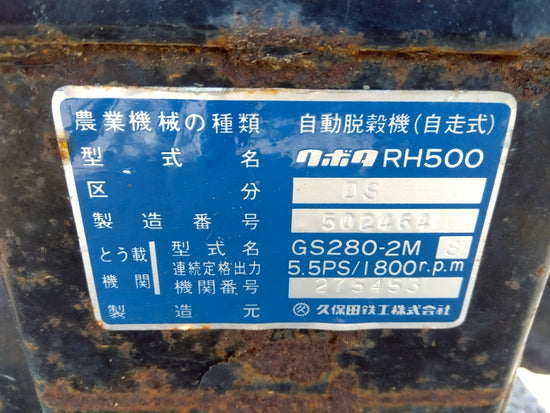 農業機械の種類 自動脱穀機(自走式)
型式名 クボタRH500
区分 DS
製造番号 502464
とう載機関 型式名 GS280-2M S
連続定格出力 5.5PS/1800r.p.m
機関番号 275453
製造元 久保田鉄工株式会社